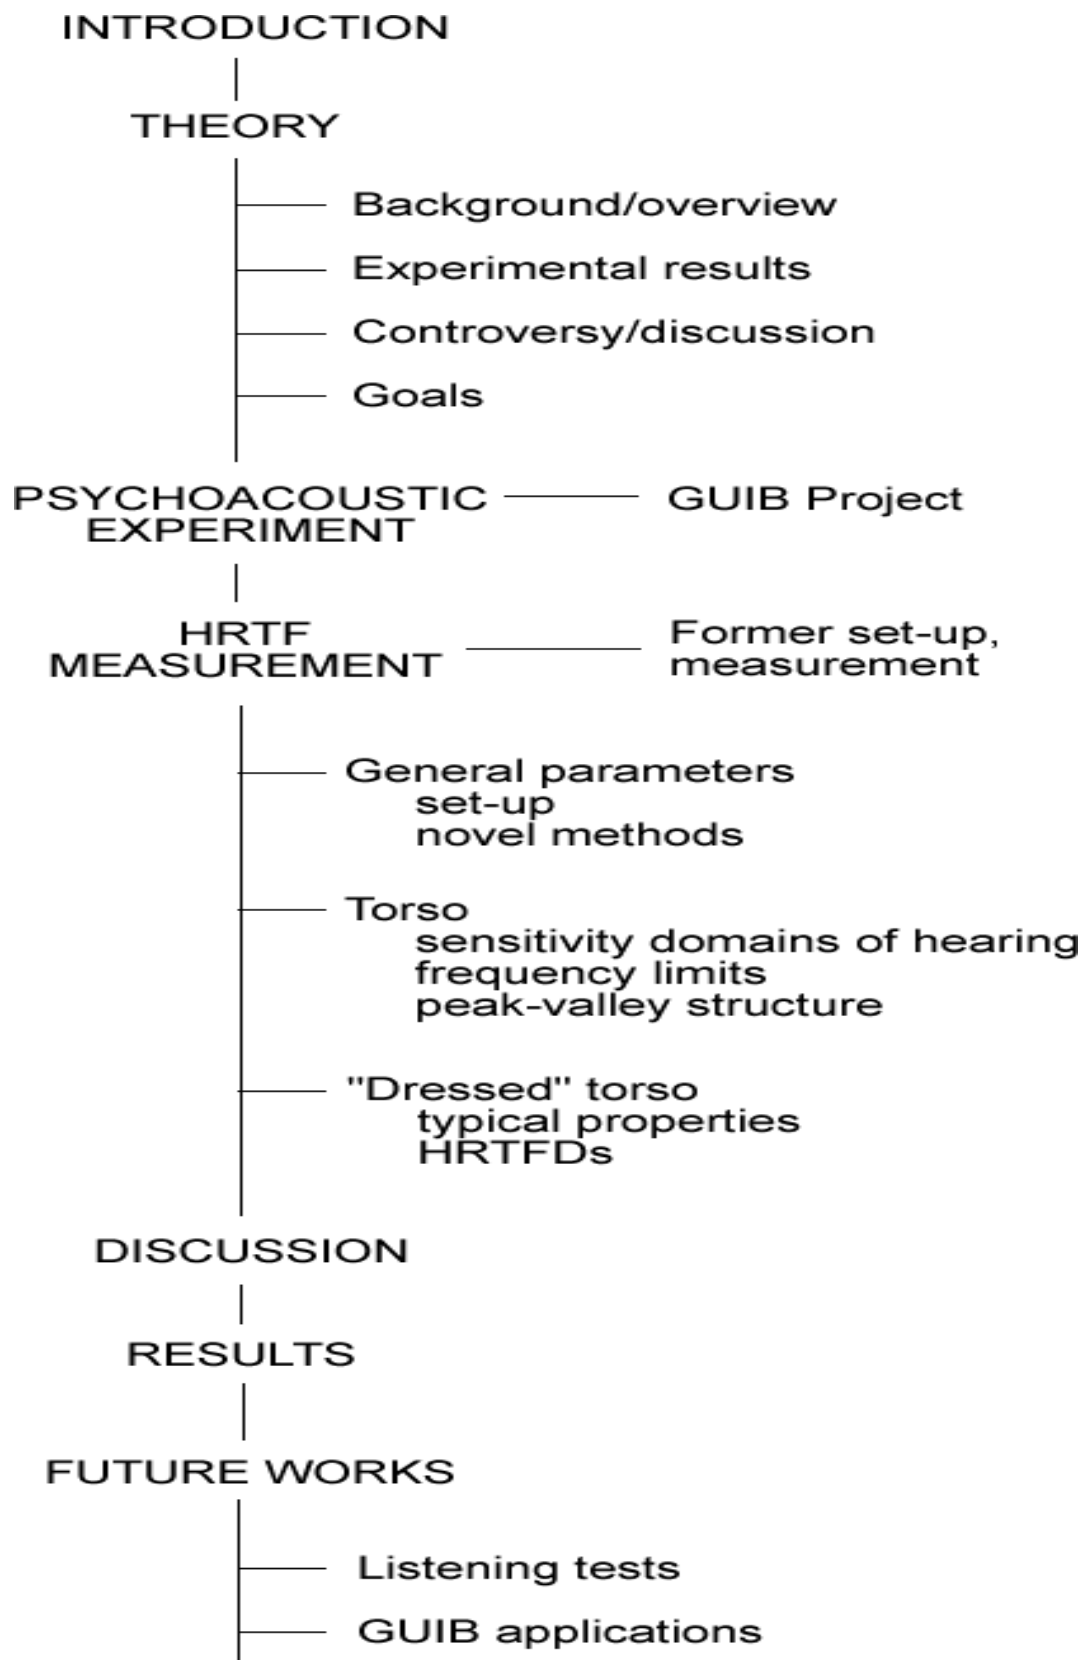 INTRODUCTION
THEORY
Background/overview
Experimental results
Controversy/discussion
Goals
PSYCHOACOUSTIC
EXPERIMENT
GUIB Project
HRTF
MEASUREMENT
Former set-up,
measurement
General parameters
set-up
novel methods
Torso
sensitivity domains of hearing
frequency limits
peak-valley structure
"Dressed" torso
typical properties
HRTFDs
DISCUSSION
RESULTS
FUTURE WORKS
Listening tests
GUIB applications